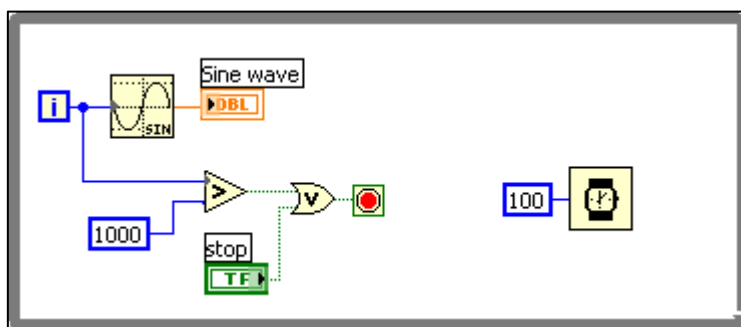 Sine wave
i
SIN
DBL
>
1000
V
100
stop
TF